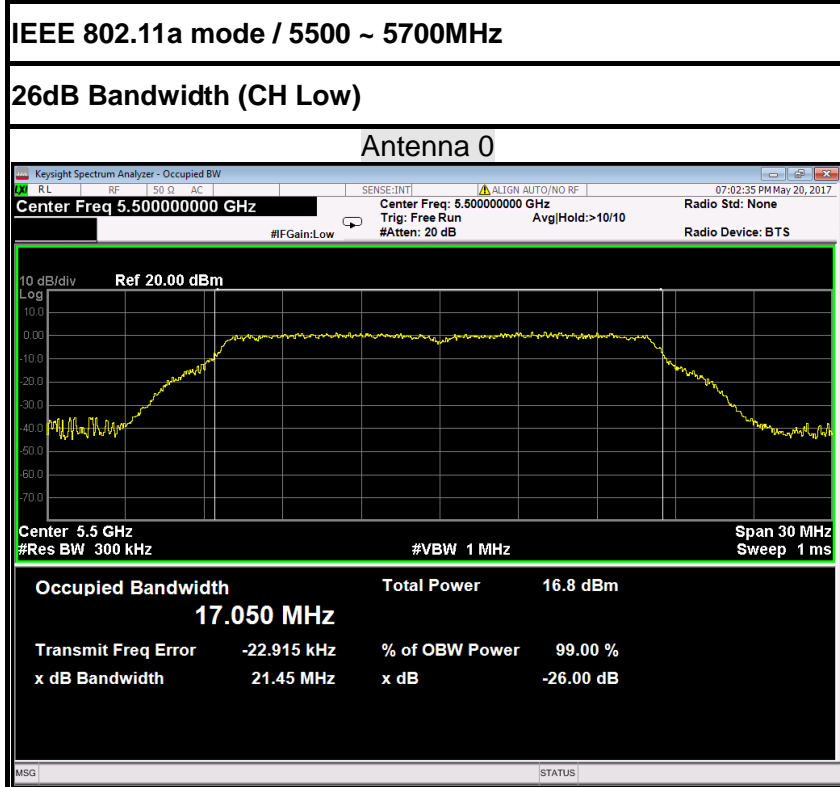 IEEE 802.11a mode / 5500 ~ 5700MHz
26dB Bandwidth (CH Low)
Antenna 0
Keysight Spectrum Analyzer - Occupied BW
LXI RL RF 50 Ω AC SENSE:INT ALIGN AUTO/NO RF 07:02:35 PM May 20, 2017
Center Freq 5.500000000 GHz Center Freq: 5.500000000 GHz Radio Std: None
Trig: Free Run Avg|Hold:>10/10
#IFGain:Low #Atten: 20 dB Radio Device: BTS
10 dB/div Ref 20.00 dBm
Log
10.0
0.00
-10.0
-20.0
-30.0
-40.0
-50.0
-60.0
-70.0
Center 5.5 GHz Span 30 MHz
#Res BW 300 kHz #VBW 1 MHz Sweep 1 ms
Occupied Bandwidth Total Power 16.8 dBm
17.050 MHz
Transmit Freq Error -22.915 kHz % of OBW Power 99.00 %
x dB Bandwidth 21.45 MHz x dB -26.00 dB
MSG STATUS